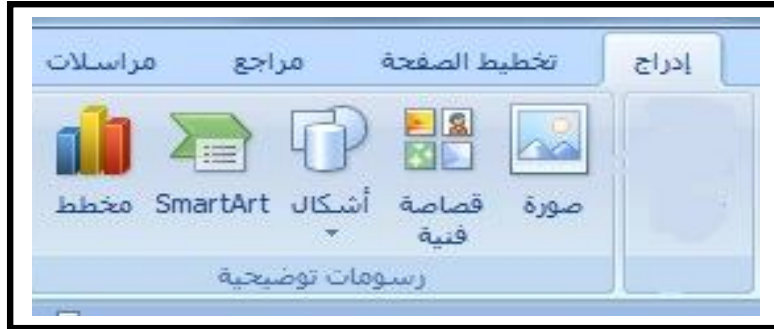 إدراج تخطيط الصفحة مراجع مراسلات
صورة قصاصة فنية أشكال SmartArt مخطط
رسومات توضيحية